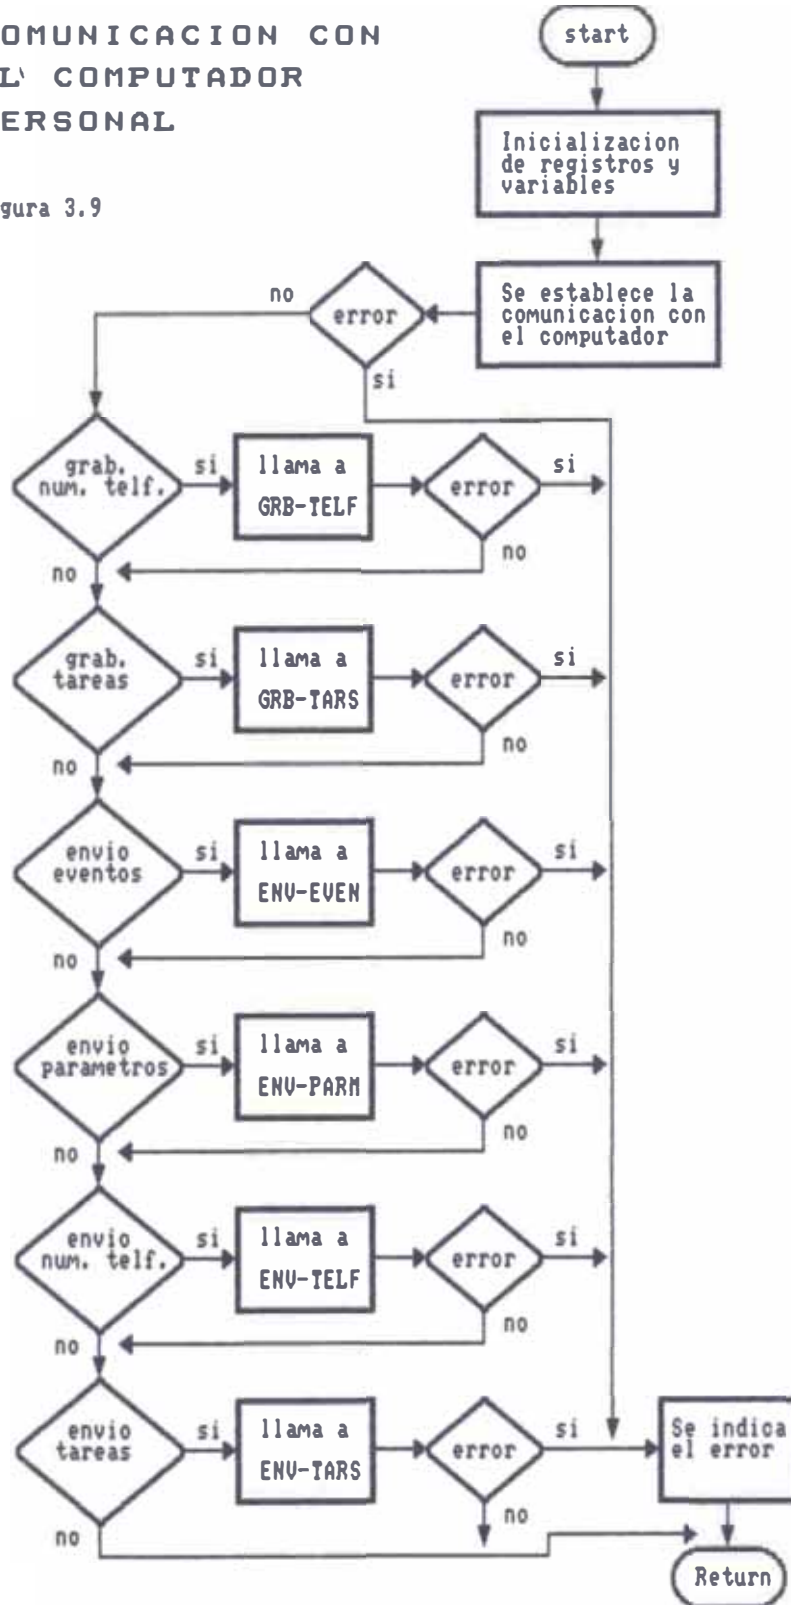 OMUNICACION CON
L' COMPUTADOR
ERSONAL
gura 3.9
start
Inicializacion
de registros y
variables
Se establece la
comunicacion con
el computador
error
no
si
grab.
num. telf.
si
llama a
GRB-TELF
error
si
no
no
grab.
tareas
si
llama a
GRB-TARS
error
si
no
no
envio
eventos
si
llama a
ENV-EVEN
error
si
no
no
envio
parametros
si
llama a
ENV-PARM
error
si
no
no
envio
num. telf.
si
llama a
ENV-TELF
error
si
no
no
envio
tareas
si
llama a
ENV-TARS
error
si
Se indica
el error
no
no
Return